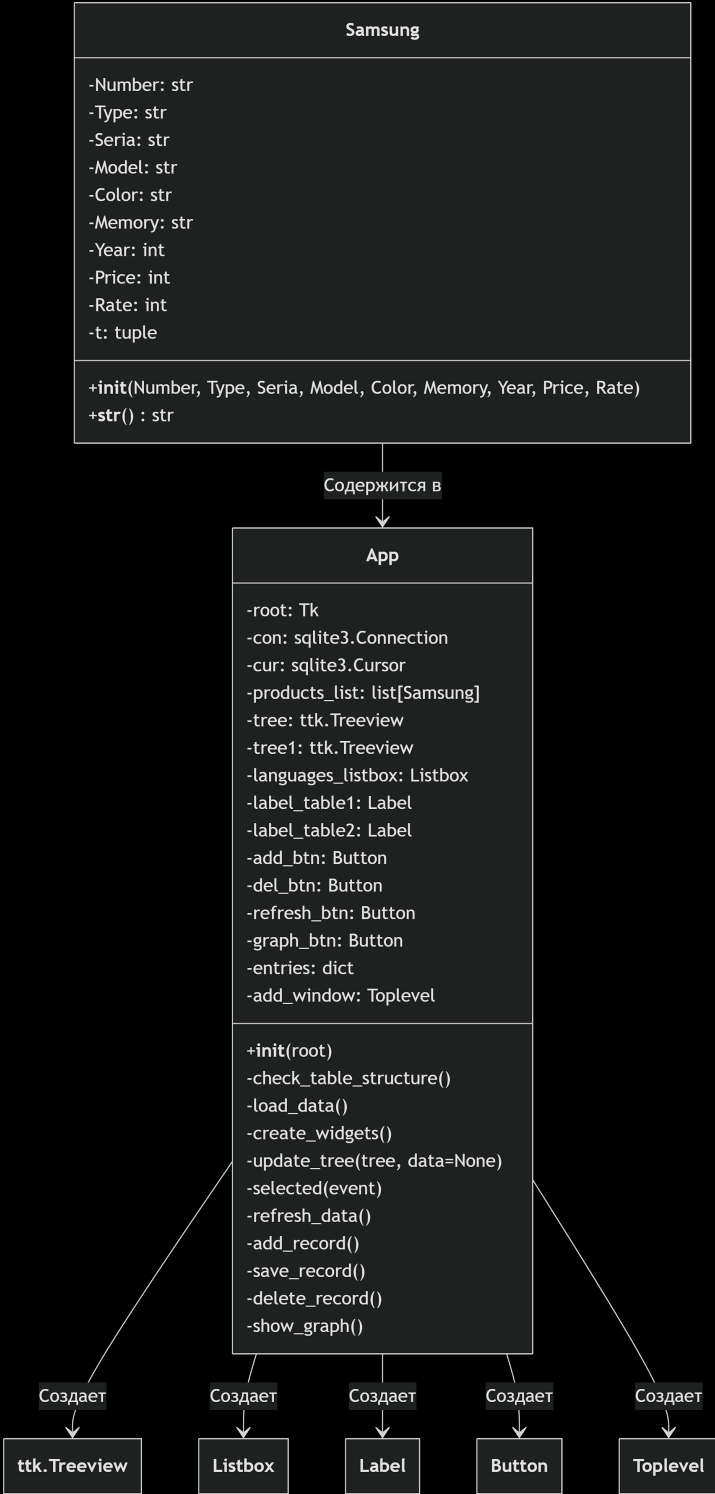 Samsung
-Number: str
-Type: str
-Seria: str
-Model: str
-Color: str
-Memory: str
-Year: int
-Price: int
-Rate: int
-t: tuple
+init(Number, Type, Seria, Model, Color, Memory, Year, Price, Rate)
+str() : str
Содержится в
App
-root: Tk
-con: sqlite3.Connection
-cur: sqlite3.Cursor
-products_list: list[Samsung]
-tree: ttk.Treeview
-tree1: ttk.Treeview
-languages_listbox: Listbox
-label_table1: Label
-label_table2: Label
-add_btn: Button
-del_btn: Button
-refresh_btn: Button
-graph_btn: Button
-entries: dict
-add_window: Toplevel
+init(root)
-check_table_structure()
-load_data()
-create_widgets()
-update_tree(tree, data=None)
-selected(event)
-refresh_data()
-add_record()
-save_record()
-delete_record()
-show_graph()
Создает Создает Создает Создает Создает
ttk.Treeview Listbox Label Button Toplevel